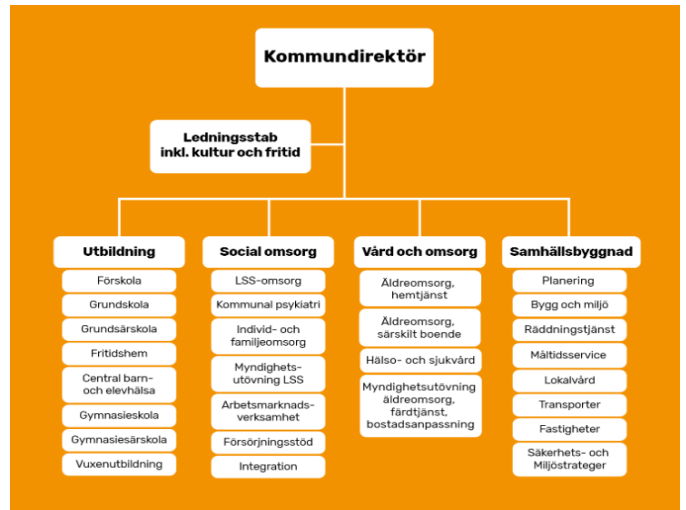 Kommundirektör
Ledningsstab
inkl. kultur och fritid
Utbildning
Förskola
Grundskola
Grundsärskola
Fritidshem
Central barn-
och elevhälsa
Gymnasieskola
Gymnasiesärskola
Vuxenutbildning
Social omsorg
LSS-omsorg
Kommunal psykiatri
Individ- och
familjeomsorg
Myndighets-
utövning LSS
Arbetsmarknads-
verksamhet
Försörjningsstöd
Integration
Vård och omsorg
Äldreomsorg,
hemtjänst
Äldreomsorg,
särskilt boende
Hälso- och sjukvård
Myndighetsutövning
äldreomsorg,
färdtjänst,
bostadsanpassning
Samhällsbyggnad
Planering
Bygg och miljö
Räddningstjänst
Måltidsservice
Lokalvård
Transporter
Fastigheter
Säkerhets- och
Miljöstrateger